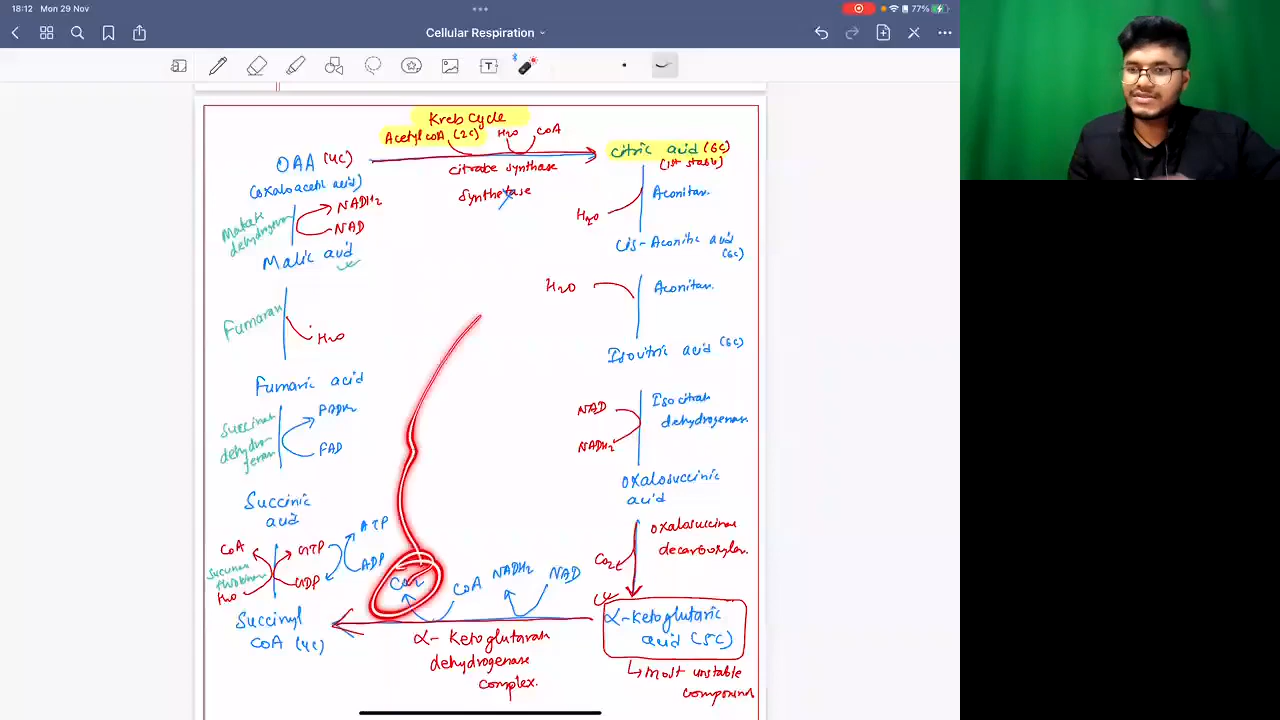 18:12 Mon 29 Nov
77%
Cellular Respiration
Kreb Cycle
Acetyl coA (2C)
H2O
CoA
OAA (4C)
(oxaloacetic acid)
citrate synthase
Synthetase
Citric acid (6C)
(1st stable)
Aconitase
H2O
Cis-Aconitic acid
(6C)
H2O
Aconitase
Isocitric acid (6C)
NAD
NADH2
Isocitrate
dehydrogenase
Oxalosuccinic
acid
Oxalosuccinate
decarboxylase
CO2
α-Ketoglutaric
acid (5C)
↳ Most unstable
compound
NAD
NADH2
CoA
CO2
α-Ketoglutarate
dehydrogenase
complex.
Succinyl
CoA (4C)
CoA
GTP
GDP
ATP
ADP
H2O
Succinate thiokinase
Succinic
acid
Succinate
dehydro-
genase
FADH2
FAD
Fumaric acid
Fumarase
H2O
Malic acid
Malate
dehydrogenase
NADH2
NAD